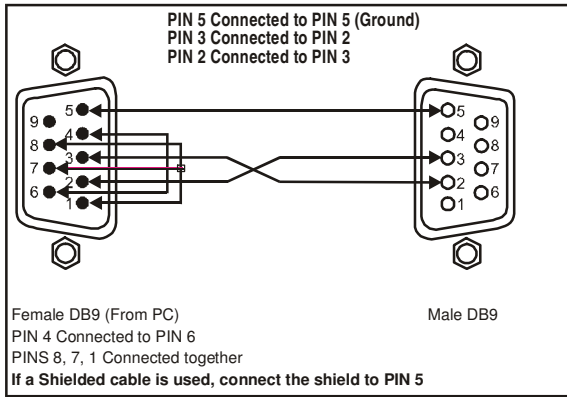 PIN 5 Connected to PIN 5 (Ground)
PIN 3 Connected to PIN 2
PIN 2 Connected to PIN 3
5
9
4
8
3
7
2
6
1
5
9
4
8
3
7
2
6
1
Female DB9 (From PC)
Male DB9
PIN 4 Connected to PIN 6
PINS 8, 7, 1 Connected together
If a Shielded cable is used, connect the shield to PIN 5